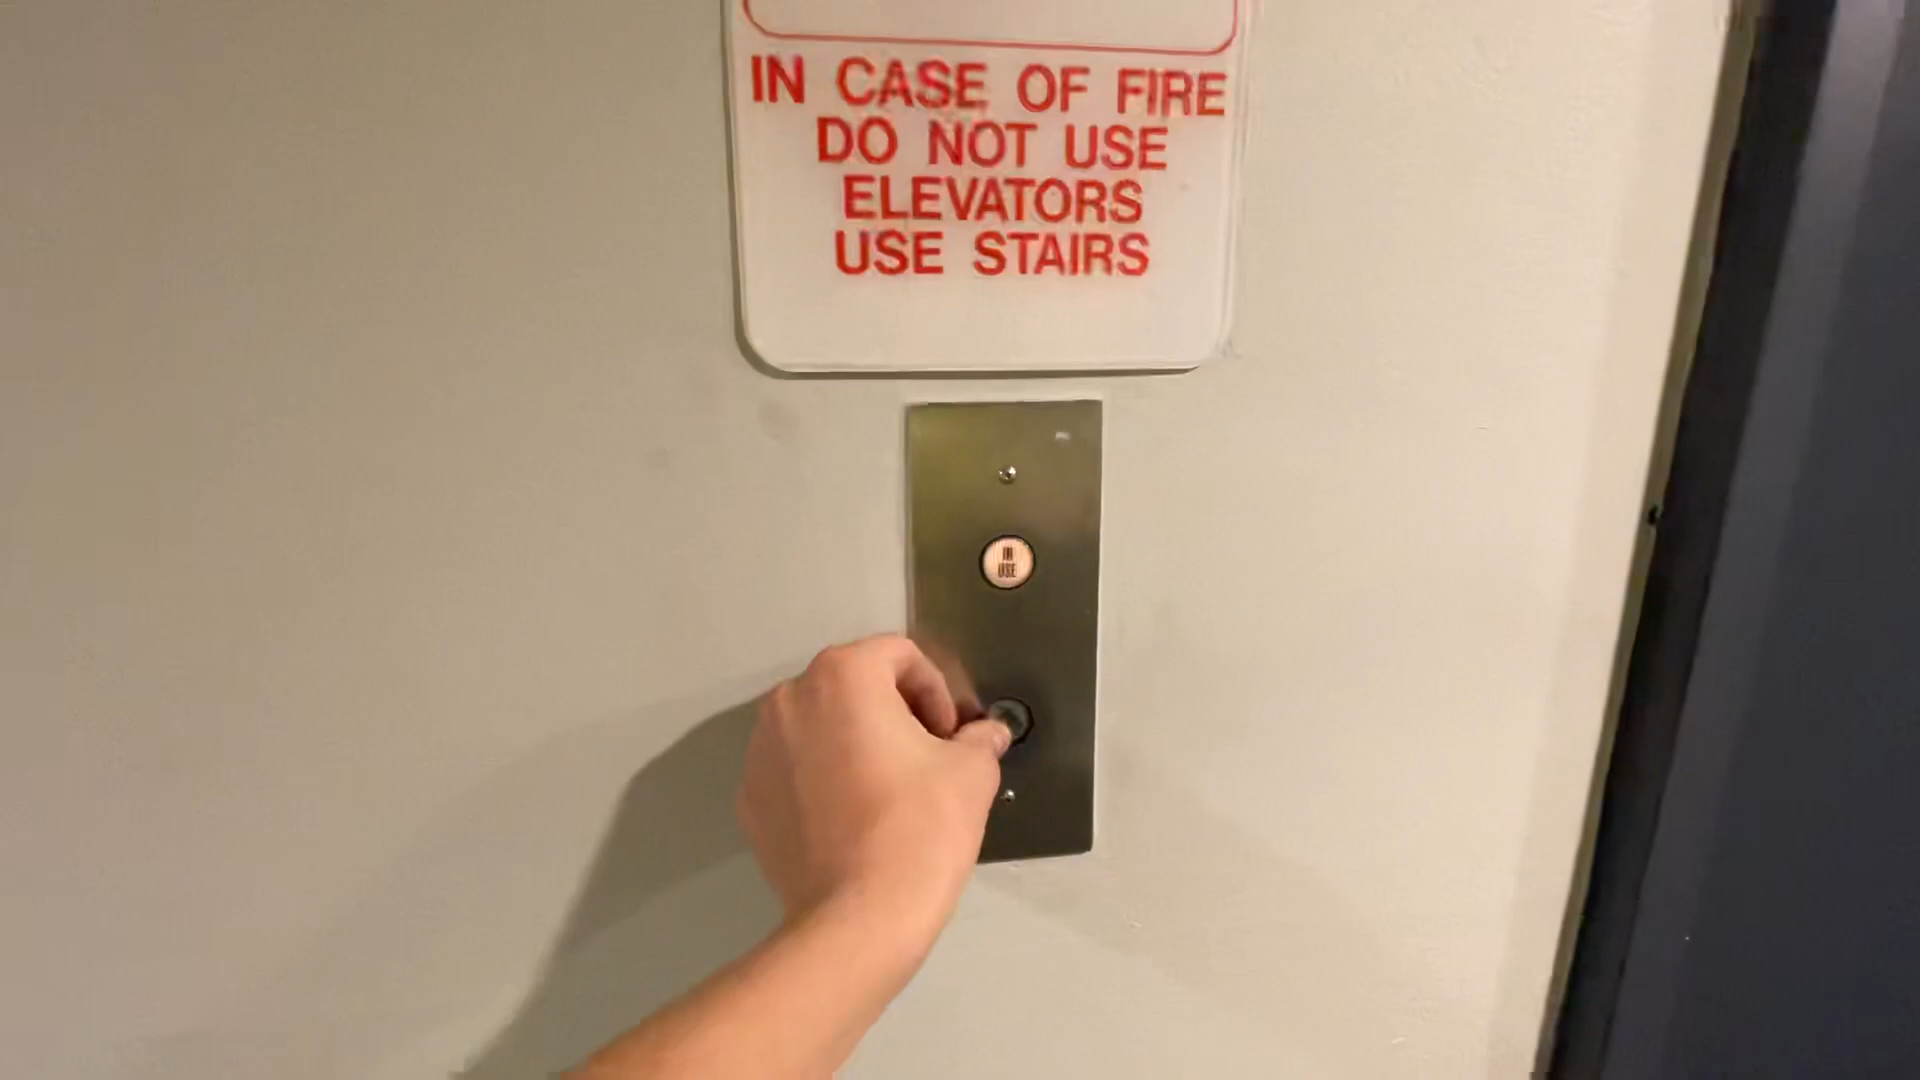 IN CASE OF FIRE
DO NOT USE
ELEVATORS
USE STAIRS
IN
USE